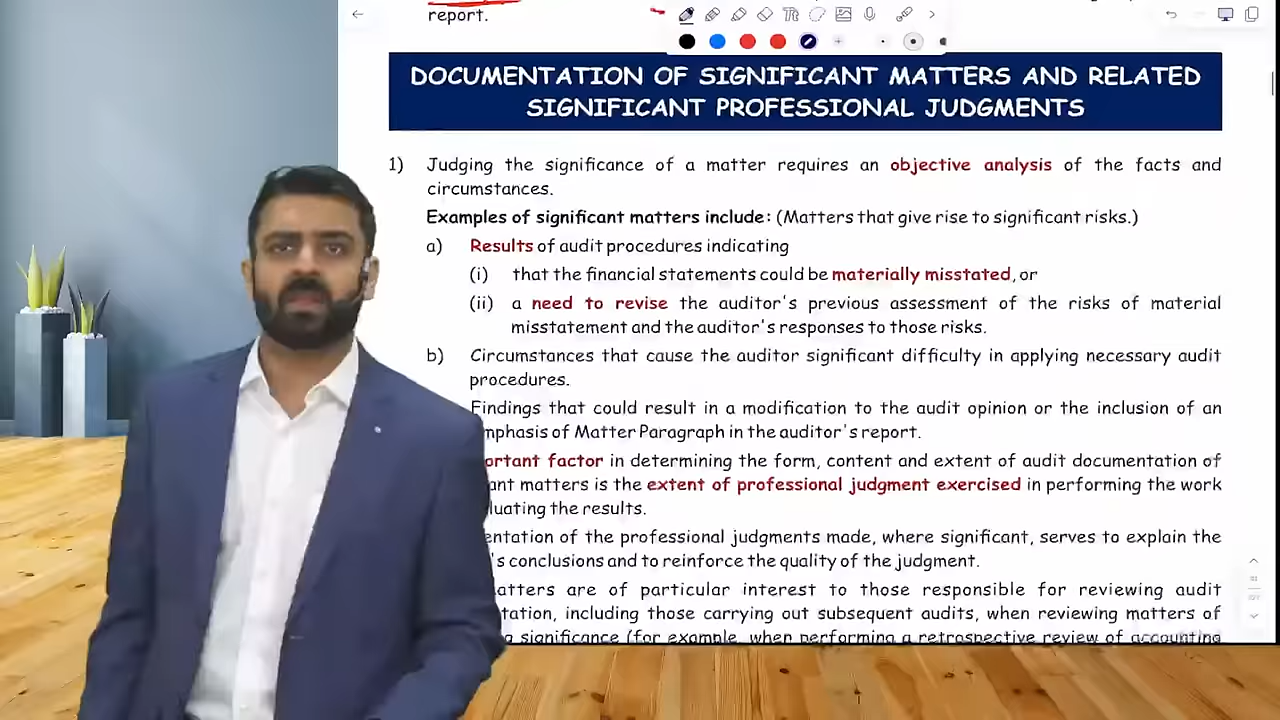 report.
DOCUMENTATION OF SIGNIFICANT MATTERS AND RELATED
SIGNIFICANT PROFESSIONAL JUDGMENTS
1) Judging the significance of a matter requires an objective analysis of the facts and
circumstances.
Examples of significant matters include: (Matters that give rise to significant risks.)
a) Results of audit procedures indicating
(i) that the financial statements could be materially misstated, or
(ii) a need to revise the auditor's previous assessment of the risks of material
misstatement and the auditor's responses to those risks.
b) Circumstances that cause the auditor significant difficulty in applying necessary audit
procedures.
Findings that could result in a modification to the audit opinion or the inclusion of an
mphasis of Matter Paragraph in the auditor's report.
ortant factor in determining the form, content and extent of audit documentation of
ant matters is the extent of professional judgment exercised in performing the work
luating the results.
entation of the professional judgments made, where significant, serves to explain the
's conclusions and to reinforce the quality of the judgment.
atters are of particular interest to those responsible for reviewing audit
tation, including those carrying out subsequent audits, when reviewing matters of
significance (for example, when performing a retrospective review of accounting